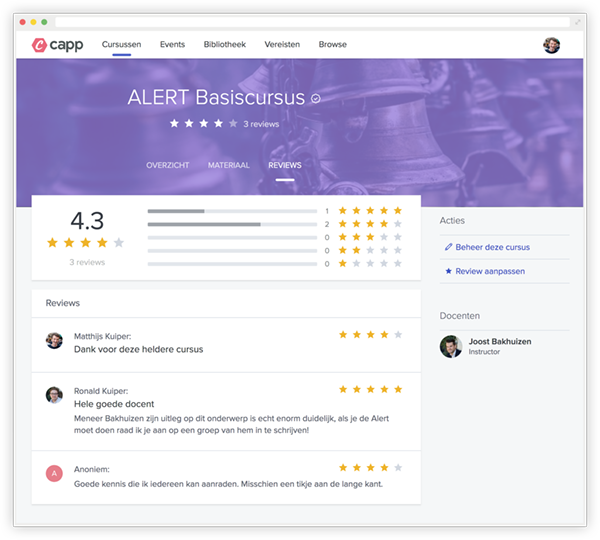 capp
Cursussen Events Bibliotheek Vereisten Browse
ALERT Basiscursus
3 reviews
OVERZICHT MATERIAAL REVIEWS
4.3
3 reviews
1
2
0
0
0
Acties
Beheer deze cursus
Review aanpassen
Docenten
Joost Bakhuizen
Instructor
Reviews
Matthijs Kuiper:
Dank voor deze heldere cursus
Ronald Kuiper:
Hele goede docent
Meneer Bakhuizen zijn uitleg op dit onderwerp is echt enorm duidelijk, als je de Alert
moet doen raad ik je aan op een groep van hem in te schrijven!
A
Anoniem:
Goede kennis die ik iedereen kan aanraden. Misschien een tikje aan de lange kant.